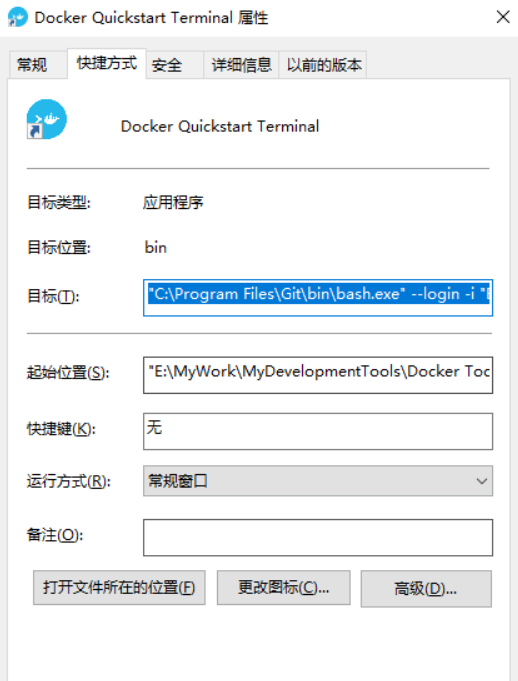 Docker Quickstart Terminal 属性
常规 快捷方式 安全 详细信息 以前的版本
Docker Quickstart Terminal
目标类型: 应用程序
目标位置: bin
目标(T): "C:\Program Files\Git\bin\bash.exe" --login -i "
起始位置(S): "E:\MyWork\MyDevelopmentTools\Docker Too
快捷键(K): 无
运行方式(R): 常规窗口
备注(O):
打开文件所在的位置(F) 更改图标(C)... 高级(D)...